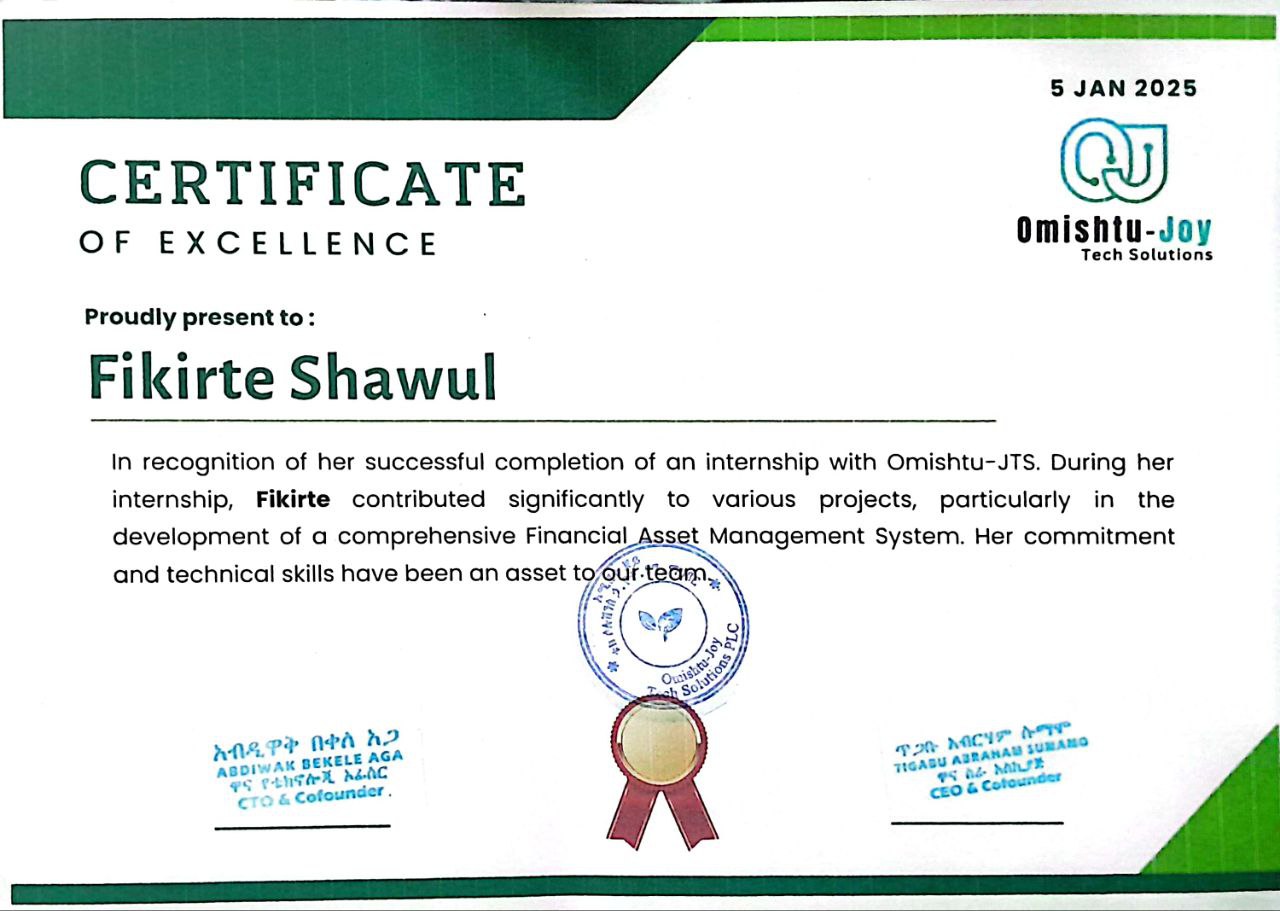 5 JAN 2025
Omishtu-Joy
Tech Solutions
CERTIFICATE
OF EXCELLENCE
Proudly present to :
Fikirte Shawul
In recognition of her successful completion of an internship with Omishtu-JTS. During her
internship, Fikirte contributed significantly to various projects, particularly in the
development of a comprehensive Financial Asset Management System. Her commitment
and technical skills have been an asset to our team.
Omishtu-Joy
Tech Solutions PLC
አብዲዋቅ በቀለ አጋ
ABDIWAK BEKELE AGA
ዋና የቴክኖሎጂ ኦፊሰር
CTO & Cofounder.
ጥጋቡ አብርሃም ሱማሞ
TIGABU ABRAHAM SUMAMO
ዋና ስራ አስኪያጅ
CEO & Cofounder